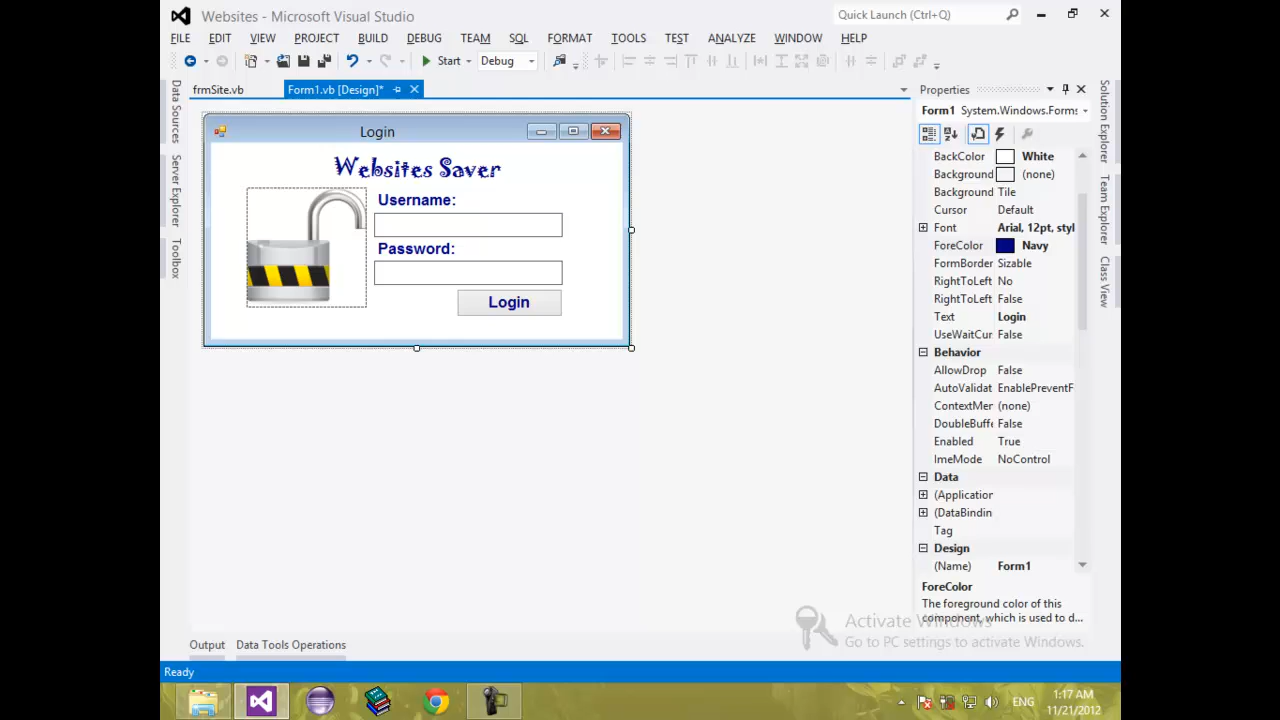 Websites - Microsoft Visual Studio
Quick Launch (Ctrl+Q)
FILE EDIT VIEW PROJECT BUILD DEBUG TEAM SQL FORMAT TOOLS TEST ANALYZE WINDOW HELP
Start Debug
Data Sources
Server Explorer
Toolbox
frmSite.vb
Form1.vb [Design]*
Login
Websites Saver
Username:
Password:
Login
Properties
Form1 System.Windows.Forms
BackColor White
Background (none)
Background Tile
Cursor Default
Font Arial, 12pt, styl
ForeColor Navy
FormBorder Sizable
RightToLeft No
RightToLeft False
Text Login
UseWaitCur False
Behavior
AllowDrop False
AutoValidat EnablePreventF
ContextMer (none)
DoubleBuffe False
Enabled True
ImeMode NoControl
Data
(Application
(DataBindin
Tag
Design
(Name) Form1
ForeColor
The foreground color of this
component, which is used to d...
Solution Explorer
Team Explorer
Class View
Activate Windows
Go to PC settings to activate Windows.
Output Data Tools Operations
Ready
ENG
1:17 AM
11/21/2012